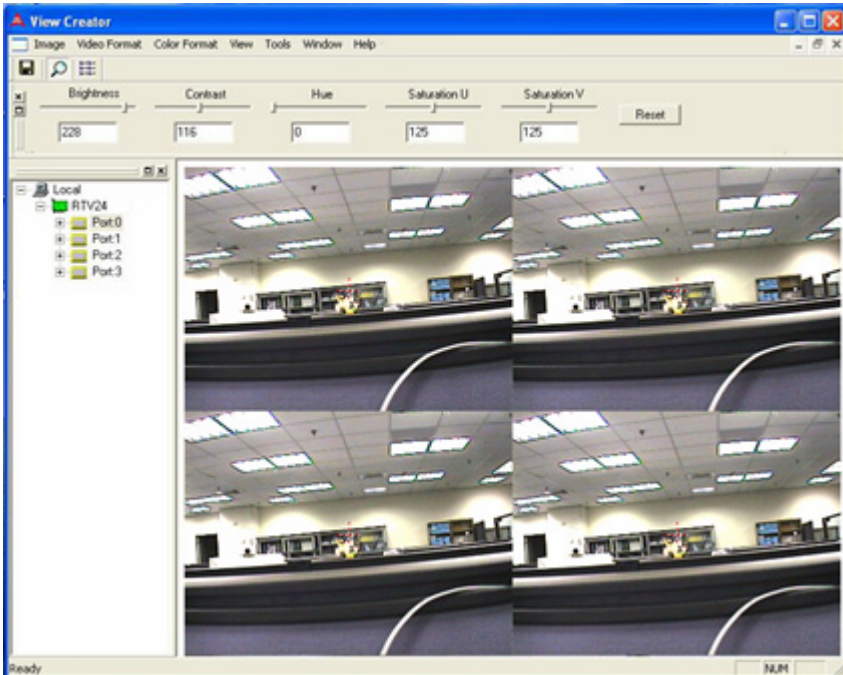 View Creator
Image Video Format Color Format View Tools Window Help
Brightness Contrast Hue Saturation U Saturation V
228 116 0 125 125 Reset
Local
RTV24
Port:0
Port:1
Port:2
Port:3
Ready NUM